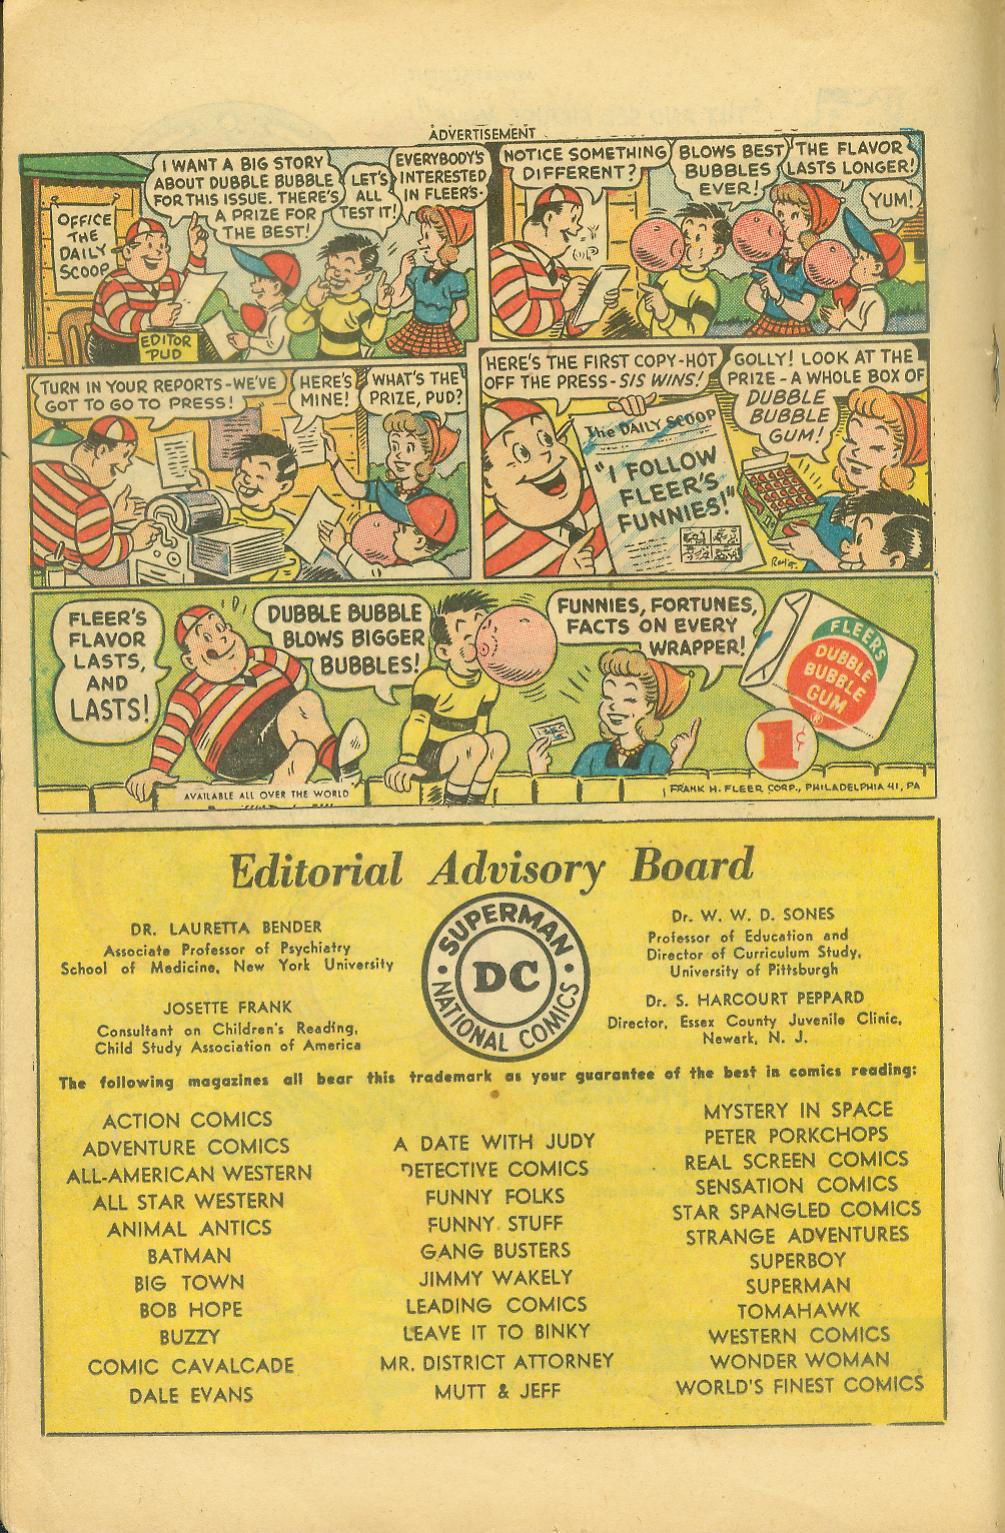 ADVERTISEMENT
I WANT A BIG STORY
ABOUT DUBBLE BUBBLE
FOR THIS ISSUE. THERE'S
A PRIZE FOR
THE BEST!
LET'S
ALL
TEST IT!
EVERYBODY'S
INTERESTED
IN FLEER'S.
OFFICE
THE
DAILY
SCOOP
EDITOR
PUD
NOTICE SOMETHING
DIFFERENT?
BLOWS BEST
BUBBLES
EVER!
THE FLAVOR
LASTS LONGER!
YUM!
TURN IN YOUR REPORTS-WE'VE
GOT TO GO TO PRESS!
HERE'S
MINE!
WHAT'S THE
PRIZE, PUD?
HERE'S THE FIRST COPY-HOT
OFF THE PRESS-SIS WINS!
GOLLY! LOOK AT THE
PRIZE-A WHOLE BOX OF
DUBBLE
BUBBLE
GUM!
The DAILY SCOOP
"I FOLLOW
FLEER'S
FUNNIES!"
FLEER'S
FLAVOR
LASTS,
AND
LASTS!
DUBBLE BUBBLE
BLOWS BIGGER
BUBBLES!
FUNNIES, FORTUNES,
FACTS ON EVERY
WRAPPER!
FLEERS
DUBBLE
BUBBLE
GUM
®
1¢
AVAILABLE ALL OVER THE WORLD
FRANK H. FLEER CORP., PHILADELPHIA 41, PA
Editorial Advisory Board
DR. LAURETTA BENDER
Associate Professor of Psychiatry
School of Medicine, New York University
JOSETTE FRANK
Consultant on Children's Reading,
Child Study Association of America
SUPERMAN
DC
NATIONAL COMICS
Dr. W. W. D. SONES
Professor of Education and
Director of Curriculum Study,
University of Pittsburgh
Dr. S. HARCOURT PEPPARD
Director, Essex County Juvenile Clinic,
Newark, N. J.
The following magazines all bear this trademark as your guarantee of the best in comics reading:
ACTION COMICS
ADVENTURE COMICS
ALL-AMERICAN WESTERN
ALL STAR WESTERN
ANIMAL ANTICS
BATMAN
BIG TOWN
BOB HOPE
BUZZY
COMIC CAVALCADE
DALE EVANS
A DATE WITH JUDY
DETECTIVE COMICS
FUNNY FOLKS
FUNNY STUFF
GANG BUSTERS
JIMMY WAKELY
LEADING COMICS
LEAVE IT TO BINKY
MR. DISTRICT ATTORNEY
MUTT & JEFF
MYSTERY IN SPACE
PETER PORKCHOPS
REAL SCREEN COMICS
SENSATION COMICS
STAR SPANGLED COMICS
STRANGE ADVENTURES
SUPERBOY
SUPERMAN
TOMAHAWK
WESTERN COMICS
WONDER WOMAN
WORLD'S FINEST COMICS